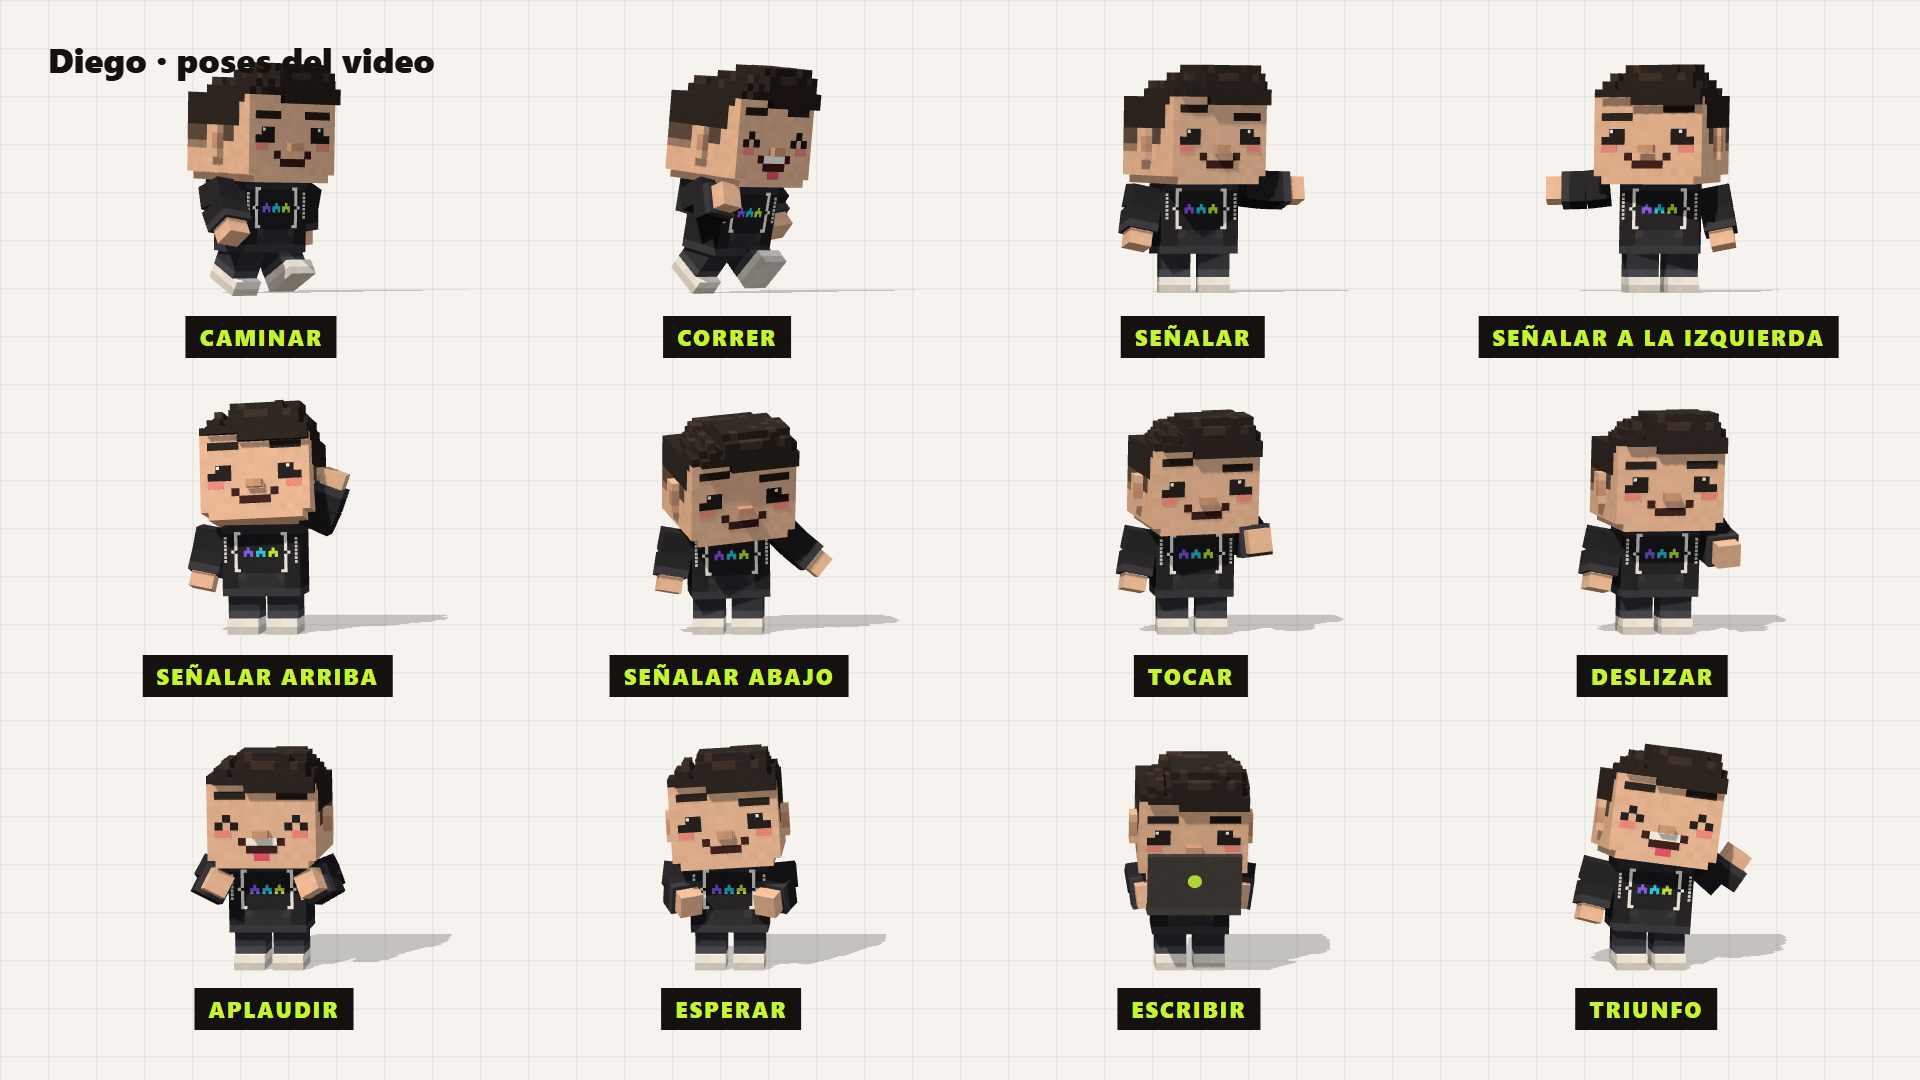 Diego · poses del video
CAMINAR
CORRER
SEÑALAR
SEÑALAR A LA IZQUIERDA
SEÑALAR ARRIBA
SEÑALAR ABAJO
TOCAR
DESLIZAR
APLAUDIR
ESPERAR
ESCRIBIR
TRIUNFO